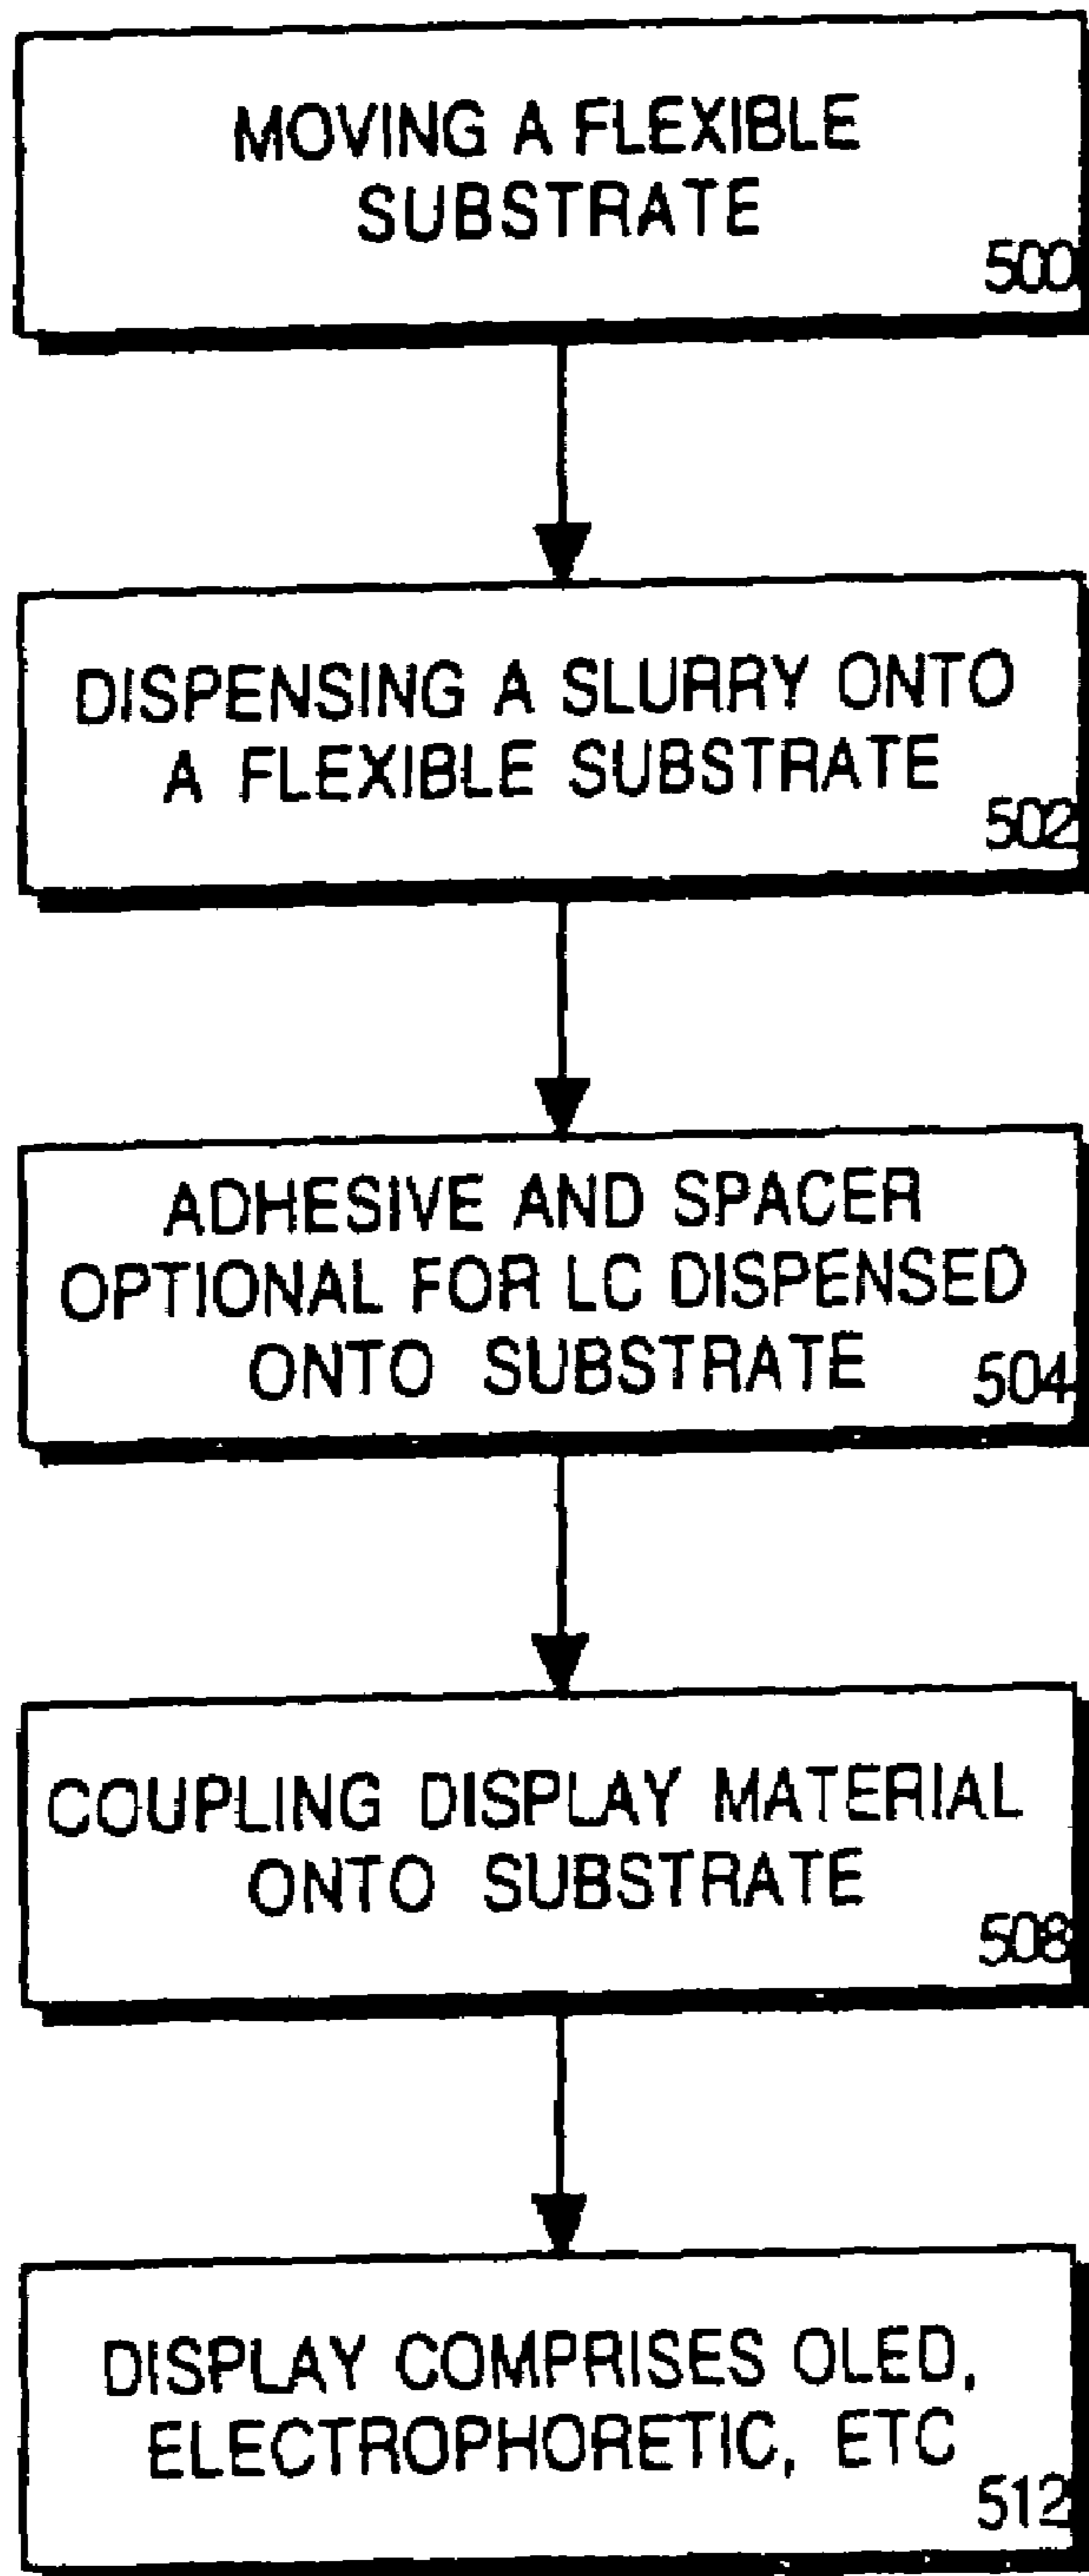 MOVING A FLEXIBLE
SUBSTRATE
500
DISPENSING A SLURRY ONTO
A FLEXIBLE SUBSTRATE
502
ADHESIVE AND SPACER
OPTIONAL FOR LC DISPENSED
ONTO SUBSTRATE
504
COUPLING DISPLAY MATERIAL
ONTO SUBSTRATE
508
DISPLAY COMPRISES OLED,
ELECTROPHORETIC, ETC
512